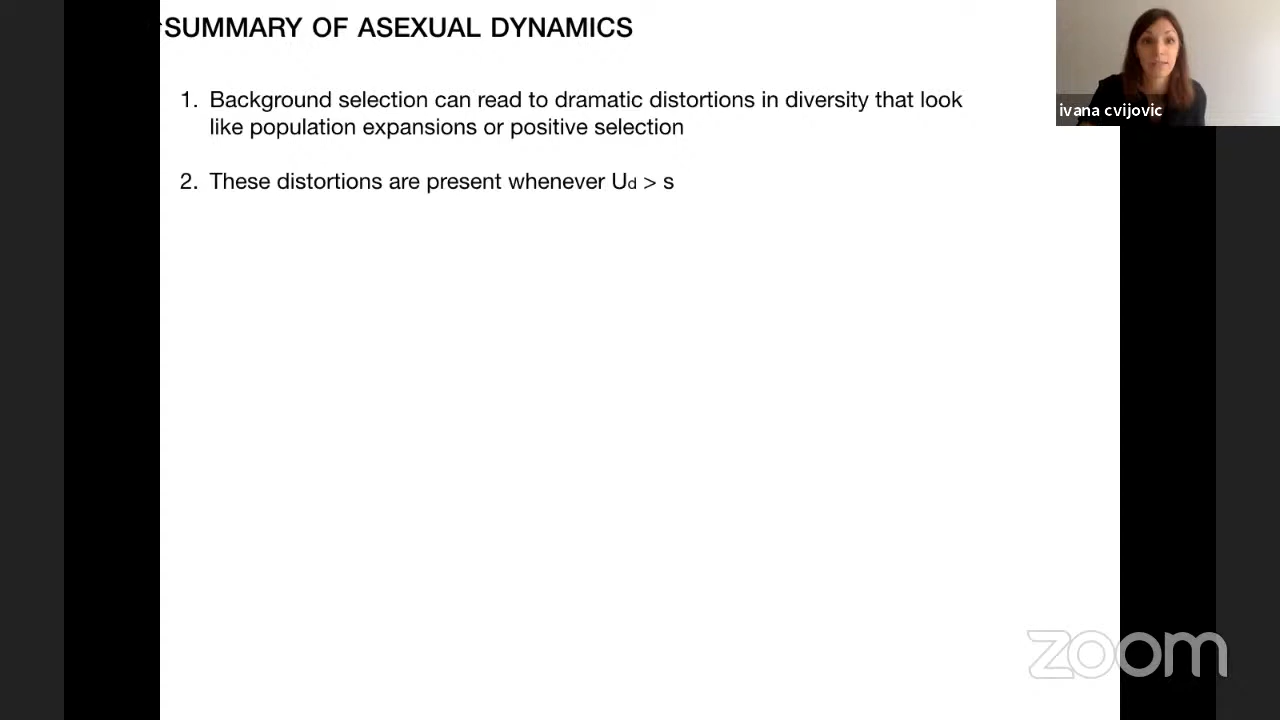 SUMMARY OF ASEXUAL DYNAMICS
ivana cvijovic
1. Background selection can read to dramatic distortions in diversity that look
like population expansions or positive selection
2. These distortions are present whenever Ud > s
zoom